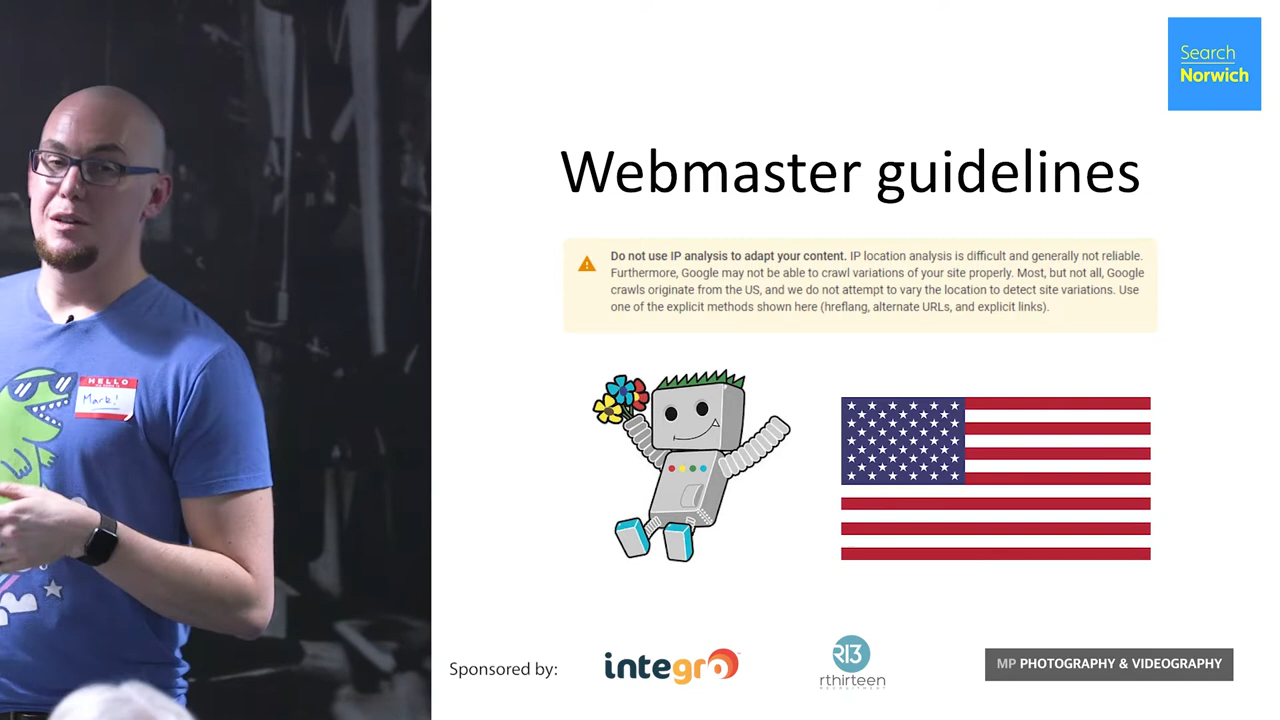 Search
Norwich
Webmaster guidelines
Do not use IP analysis to adapt your content. IP location analysis is difficult and generally not reliable.
Furthermore, Google may not be able to crawl variations of your site properly. Most, but not all, Google
crawls originate from the US, and we do not attempt to vary the location to detect site variations. Use
one of the explicit methods shown here (hreflang, alternate URLs, and explicit links).
HELLO
Mark!
Sponsored by:
integro
R13
rthirteen
RECRUITMENT
MP PHOTOGRAPHY & VIDEOGRAPHY